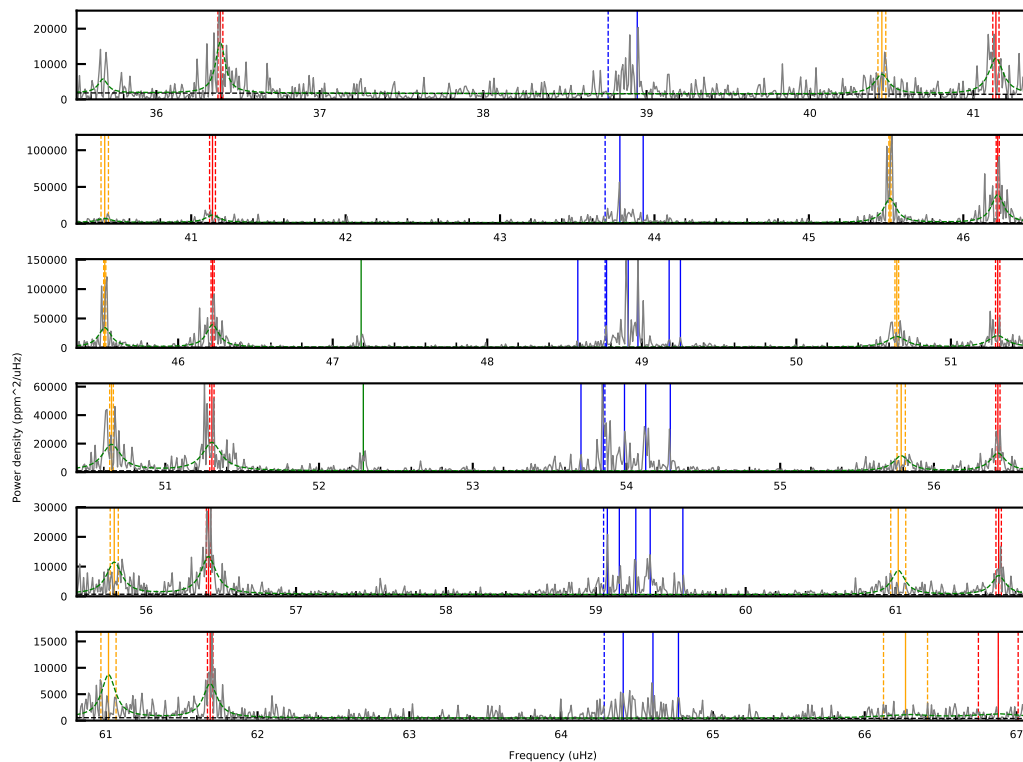 20000
10000
0
36 37 38 39 40 41
100000
50000
0
41 42 43 44 45 46
150000
100000
50000
0
46 47 48 49 50 51
Power density (ppm^2/uHz)
60000
40000
20000
0
51 52 53 54 55 56
30000
20000
10000
0
56 57 58 59 60 61
15000
10000
5000
0
61 62 63 64 65 66 67
Frequency (uHz)